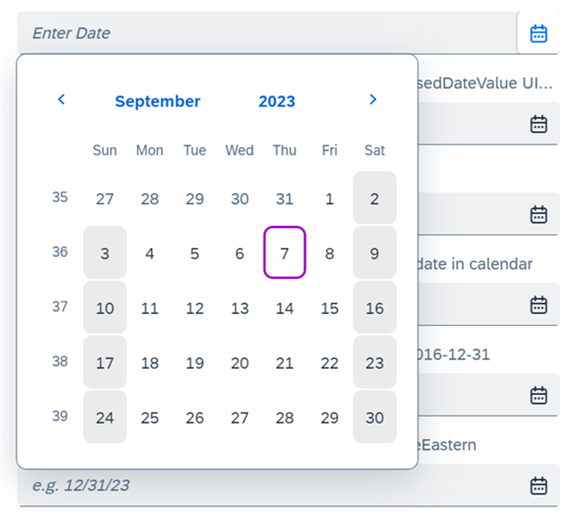 Enter Date
sedDateValue UI...
September 2023
Sun Mon Tue Wed Thu Fri Sat
35 27 28 29 30 31 1 2
36 3 4 5 6 7 8 9
date in calendar
37 10 11 12 13 14 15 16
016-12-31
38 17 18 19 20 21 22 23
39 24 25 26 27 28 29 30
eEastern
e.g. 12/31/23